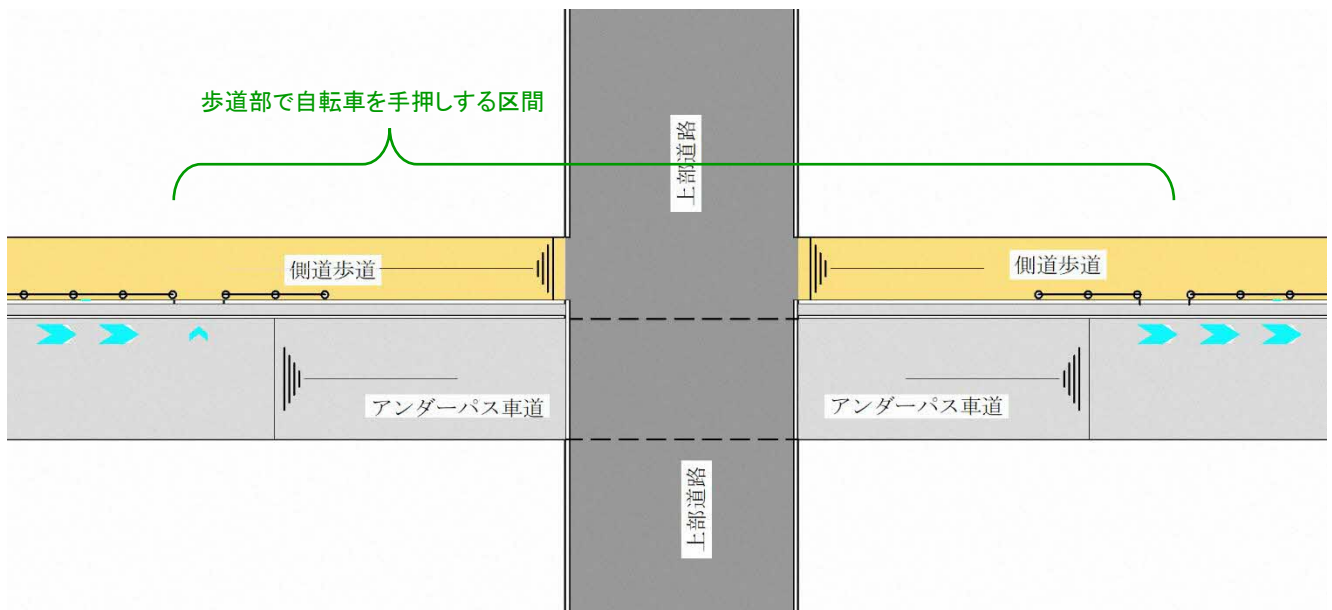 歩道部で自転車を手押しする区間
上部道路
側道歩道
側道歩道
アンダーパス車道
アンダーパス車道
上部道路